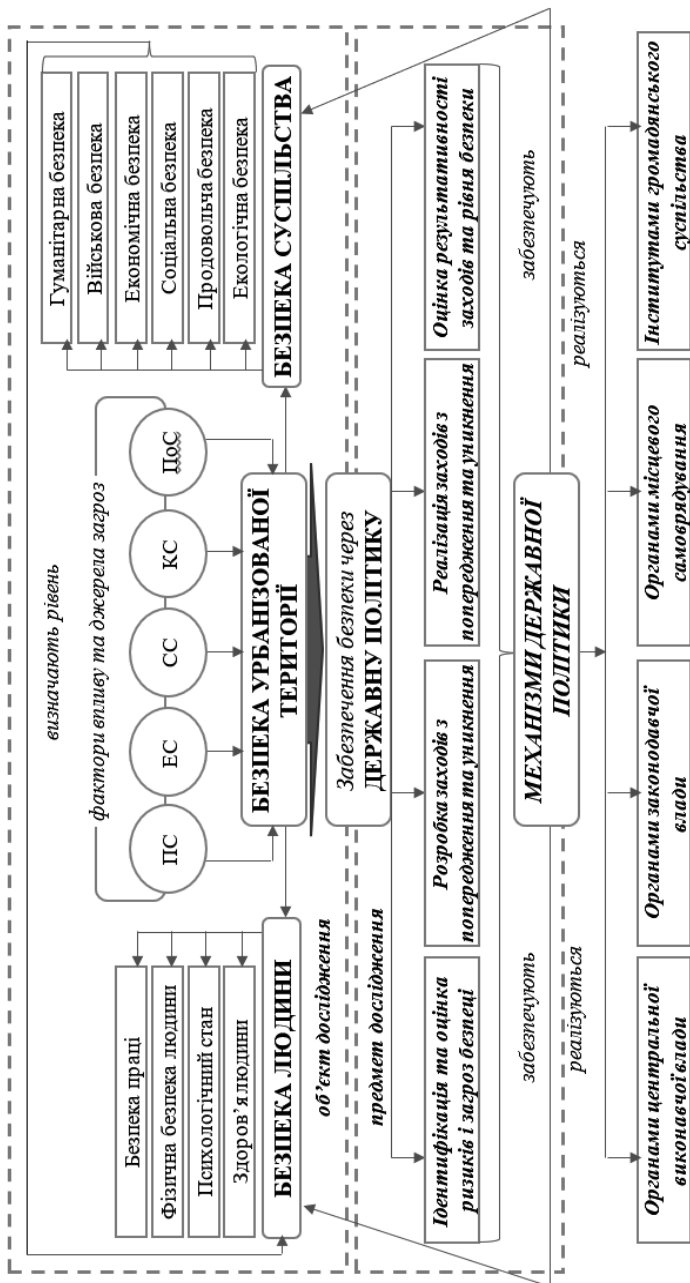 визначають рівень
фактори впливу та джерела загроз
ПС
ЕС
СС
КС
ПоС
Безпека праці
Фізична безпека людини
Психологічний стан
Здоров’я людини
БЕЗПЕКА ЛЮДИНИ
БЕЗПЕКА УРБАНІЗОВАНОЇ
ТЕРИТОРІЇ
Гуманітарна безпека
Військова безпека
Економічна безпека
Соціальна безпека
Продовольча безпека
Екологічна безпека
БЕЗПЕКА СУСПІЛЬСТВА
об’єкт дослідження
Забезпечення безпеки через
ДЕРЖАВНУ ПОЛІТИКУ
предмет дослідження
Ідентифікація та оцінка
ризиків і загроз безпеці
Розробка заходів з
попередження та уникнення
Реалізація заходів з
попередження та уникнення
Оцінка результативності
заходів та рівня безпеки
забезпечують
забезпечують
МЕХАНІЗМИ ДЕРЖАВНОЇ
ПОЛІТИКИ
реалізуються
реалізуються
Органами центральної
виконавчої влади
Органами законодавчої
влади
Органами місцевого
самоврядування
Інститутами громадянського
суспільства